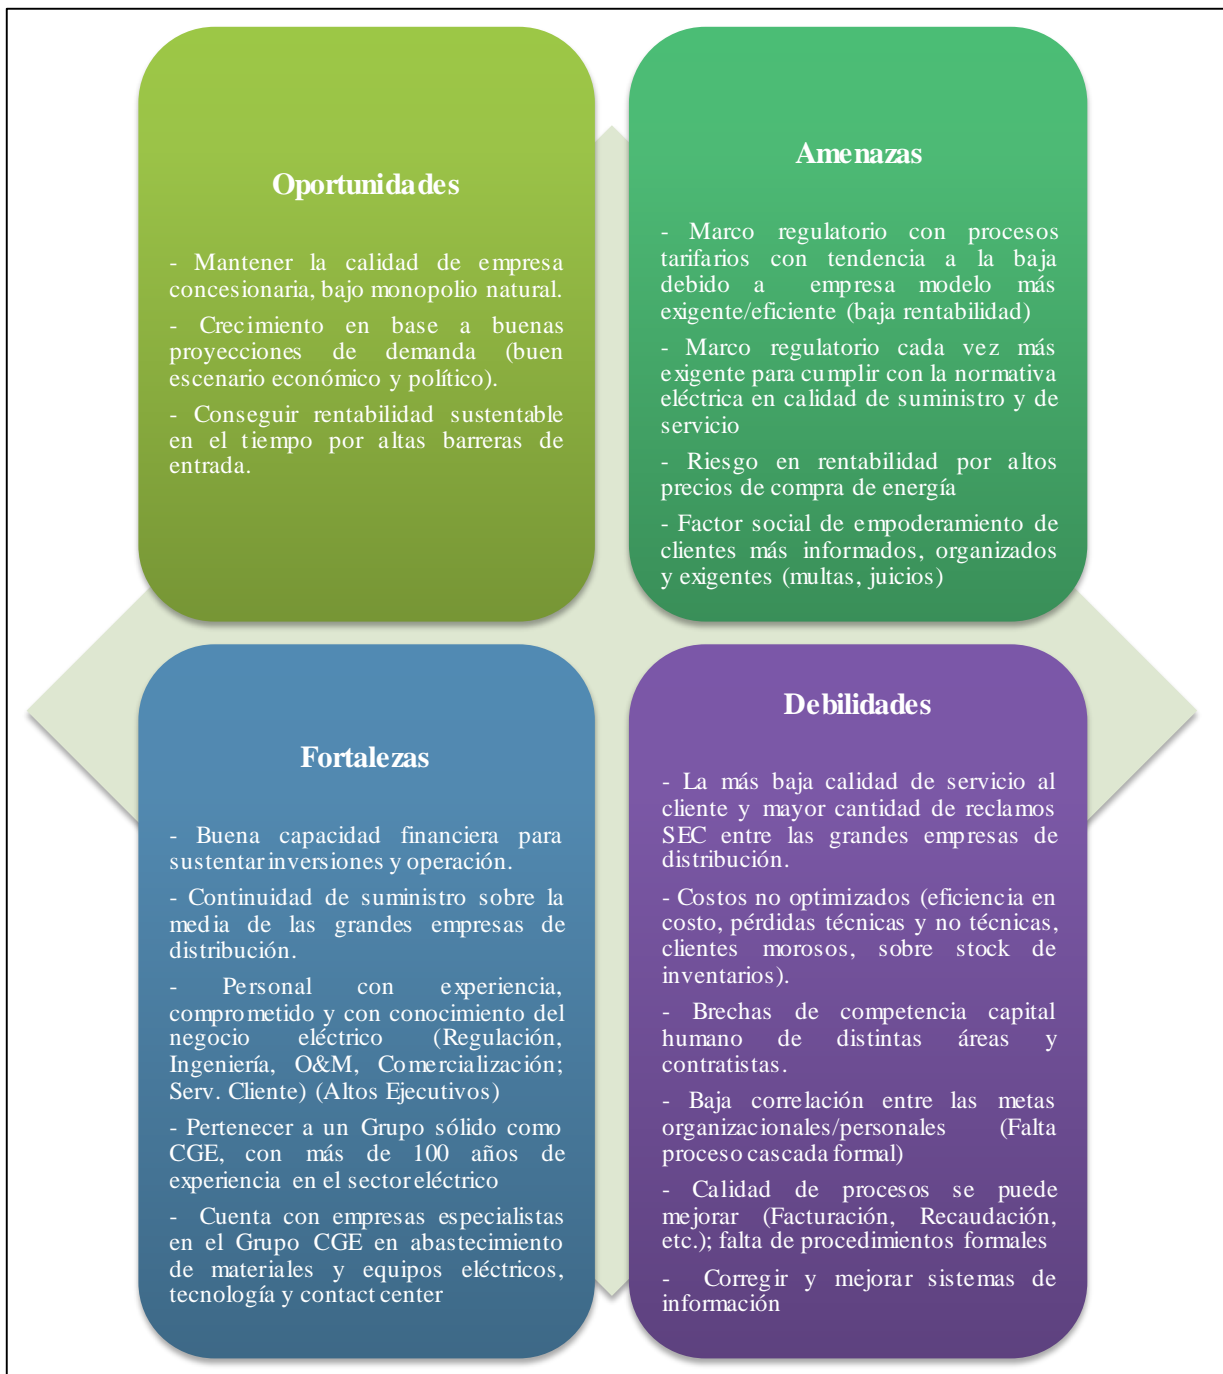 Oportunidades
- Mantener la calidad de empresa
concesionaria, bajo monopolio natural.
- Crecimiento en base a buenas
proyecciones de demanda (buen
escenario económico y político).
- Conseguir rentabilidad sustentable
en el tiempo por altas barreras de
entrada.
Amenazas
- Marco regulatorio con procesos
tarifarios con tendencia a la baja
debido a empresa modelo más
exigente/eficiente (baja rentabilidad)
- Marco regulatorio cada vez más
exigente para cumplir con la normativa
eléctrica en calidad de suministro y de
servicio
- Riesgo en rentabilidad por altos
precios de compra de energía
- Factor social de empoderamiento de
clientes más informados, organizados
y exigentes (multas, juicios)
Fortalezas
- Buena capacidad financiera para
sustentar inversiones y operación.
- Continuidad de suministro sobre la
media de las grandes empresas de
distribución.
- Personal con experiencia,
comprometido y con conocimiento del
negocio eléctrico (Regulación,
Ingeniería, O&M, Comercialización;
Serv. Cliente) (Altos Ejecutivos)
- Pertenecer a un Grupo sólido como
CGE, con más de 100 años de
experiencia en el sector eléctrico
- Cuenta con empresas especialistas
en el Grupo CGE en abastecimiento
de materiales y equipos eléctricos,
tecnología y contact center
Debilidades
- La más baja calidad de servicio al
cliente y mayor cantidad de reclamos
SEC entre las grandes empresas de
distribución.
- Costos no optimizados (eficiencia en
costo, pérdidas técnicas y no técnicas,
clientes morosos, sobre stock de
inventarios).
- Brechas de competencia capital
humano de distintas áreas y
contratistas.
- Baja correlación entre las metas
organizacionales/personales (Falta
proceso cascada formal)
- Calidad de procesos se puede
mejorar (Facturación, Recaudación,
etc.); falta de procedimientos formales
- Corregir y mejorar sistemas de
información